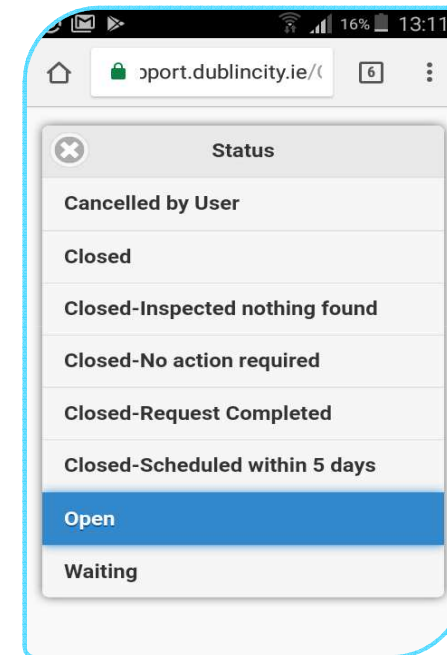 16% 13:11
pport.dublincity.ie/( 6
Status
Cancelled by User
Closed
Closed-Inspected nothing found
Closed-No action required
Closed-Request Completed
Closed-Scheduled within 5 days
Open
Waiting